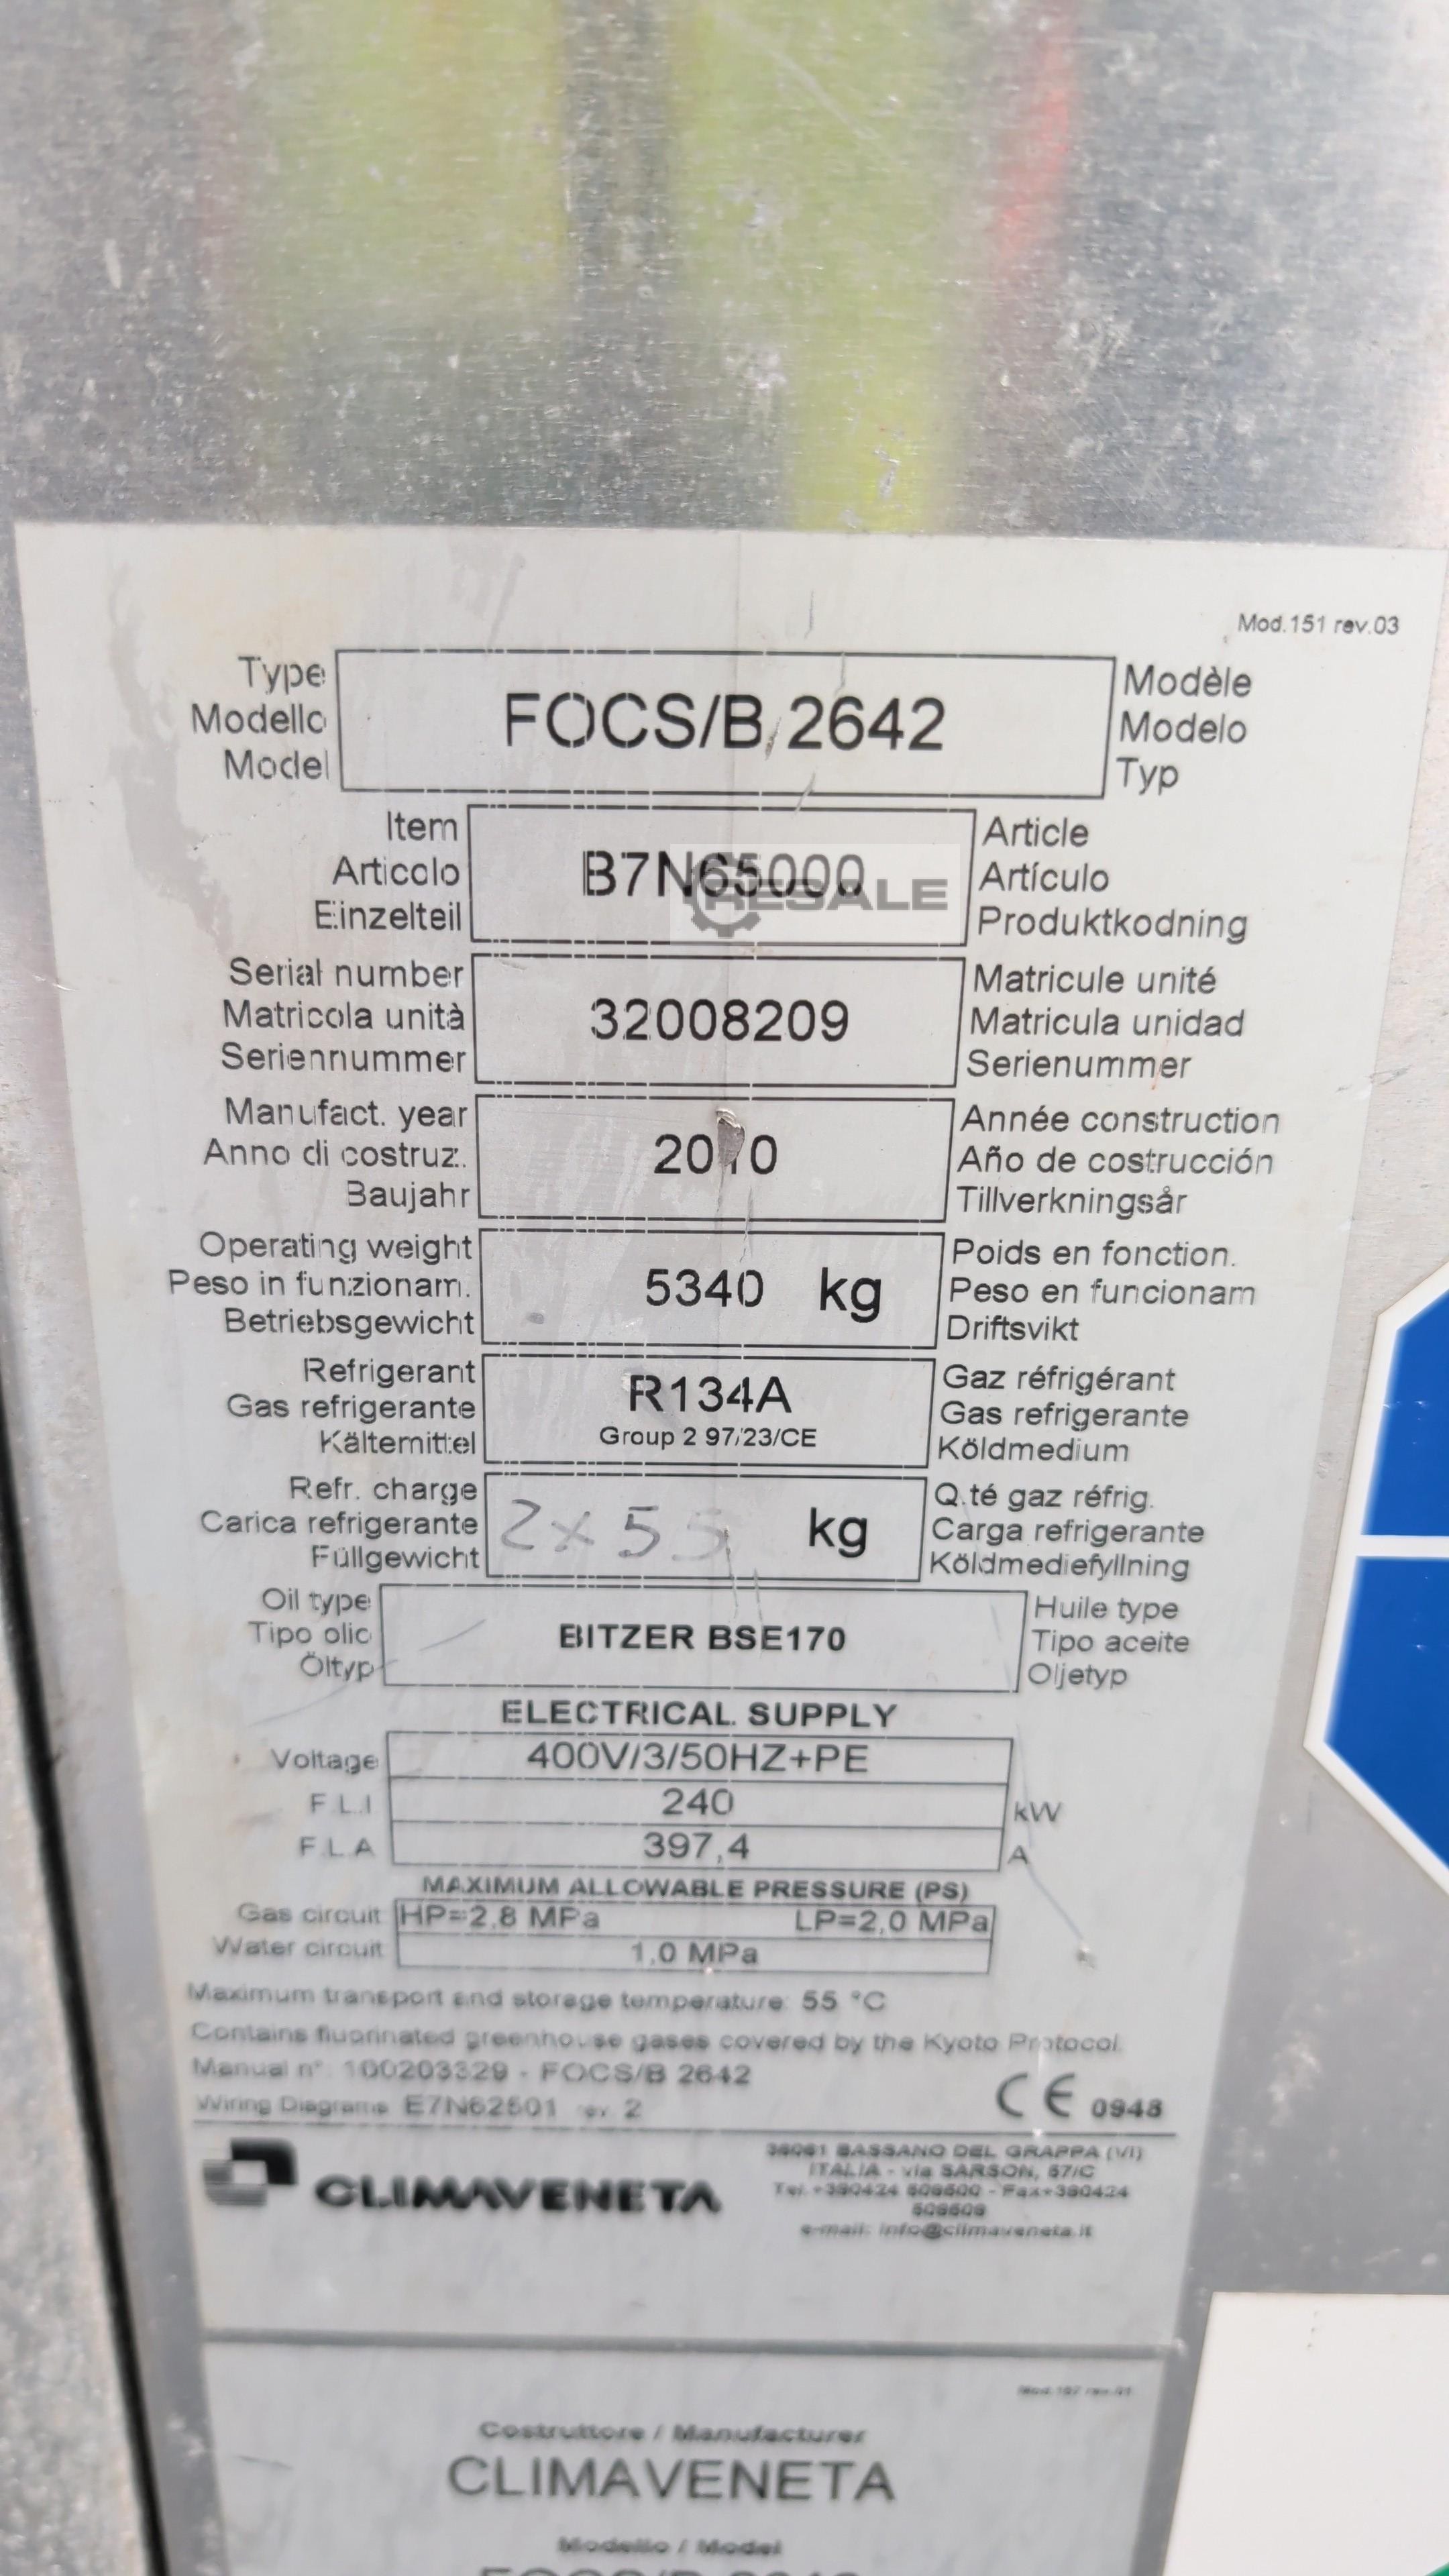 Mod.151 rev.03
Type
Modello
Model
FOCS/B 2642
Modèle
Modelo
Typ
Item
Articolo
Einzelteil
B7N65000
RESALE
Article
Artículo
Produktkodning
Serial number
Matricola unità
Seriennummer
32008209
Matricule unité
Matricula unidad
Serienummer
Manufact. year
Anno di costruz.
Baujahr
2010
Année construction
Año de costrucción
Tillverkningsår
Operating weight
Peso in funzionam.
Betriebsgewicht
5340 kg
Poids en fonction.
Peso en funcionam
Driftsvikt
Refrigerant
Gas refrigerante
Kältemittel
R134A
Group 2 97/23/CE
Gaz réfrigérant
Gas refrigerante
Köldmedium
Refr. charge
Carica refrigerante
Füllgewicht
2x55 kg
Q.té gaz réfrig.
Carga refrigerante
Köldmediefyllning
Oil type
Tipo olio
Öltyp
BITZER BSE170
Huile type
Tipo aceite
Oljetyp
ELECTRICAL SUPPLY
Voltage 400V/3/50HZ+PE
F.L.I 240 kW
F.L.A 397,4 A
MAXIMUM ALLOWABLE PRESSURE (PS)
Gas circuit HP=2,8 MPa LP=2,0 MPa
Water circuit 1,0 MPa
Maximum transport and storage temperature: 55 °C
Contains fluorinated greenhouse gases covered by the Kyoto Protocol.
Manual n°: 100203329 - FOCS/B 2642
Wiring Diagrams E7N62501 rev. 2
CE 0948
CLIMAVENETA
36061 BASSANO DEL GRAPPA (VI)
ITALIA - via SARSON, 57/C
e-mail: info@climaveneta.it
Costruttore / Manufacturer
CLIMAVENETA
Modello / Model